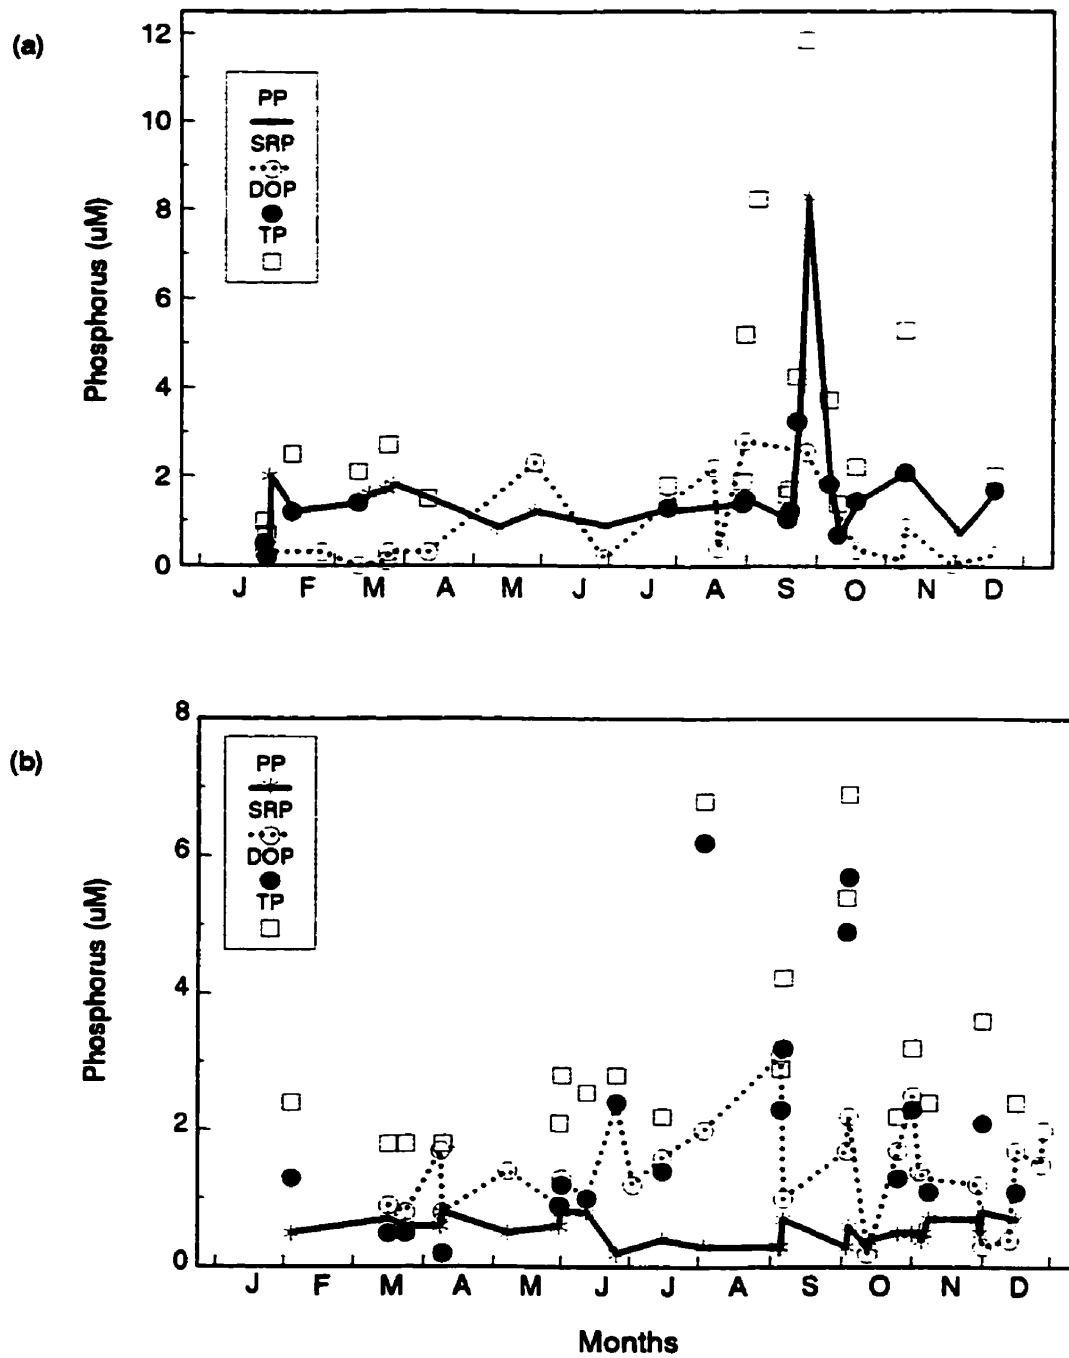 (a)
12
10
8
6
4
2
0
Phosphorus (uM)
PP
SRP
DOP
TP
J F M A M J J A S O N D
(b)
8
6
4
2
0
Phosphorus (uM)
PP
SRP
DOP
TP
J F M A M J J A S O N D
Months